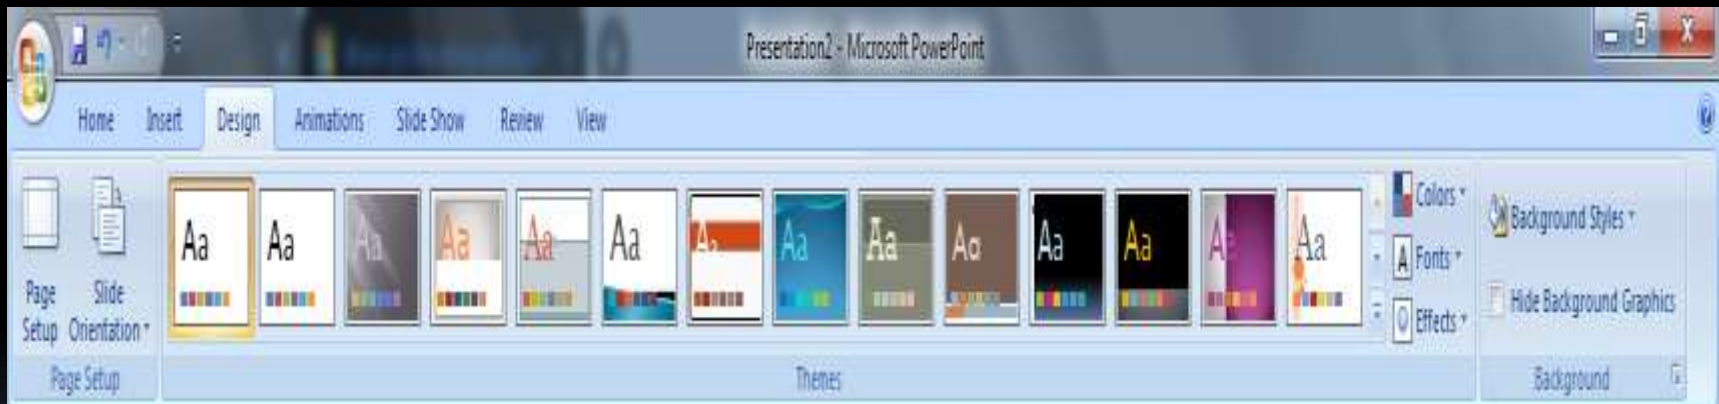 Presentation2 - Microsoft PowerPoint
Home Insert Design Animations Slide Show Review View
Aa Aa Aa Aa Aa Aa Aa Aa Aa Aa Aa Aa Aa Aa
Colors
Fonts
Effects
Background Styles
Hide Background Graphics
Page Setup
Slide Orientation
Page Setup Themes Background